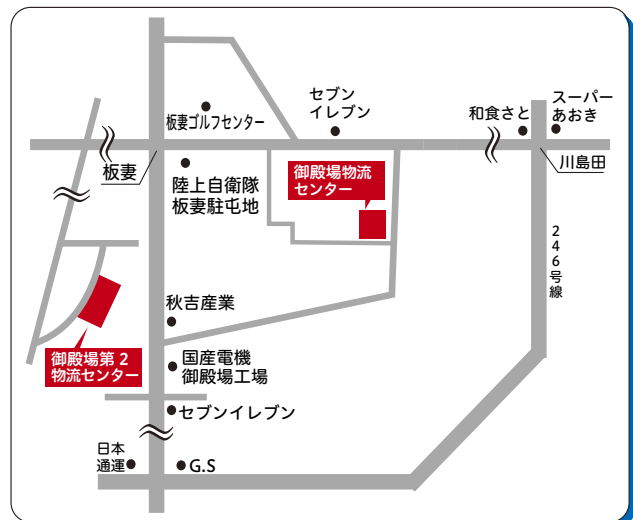 スーパー
あおき
セブン
イレブン
和食さと
板妻ゴルフセンター
板妻
川島田
陸上自衛隊
板妻駐屯地
御殿場物流
センター
246号線
秋吉産業
御殿場第2
物流センター
国産電機
御殿場工場
セブンイレブン
日本
通運
G.S